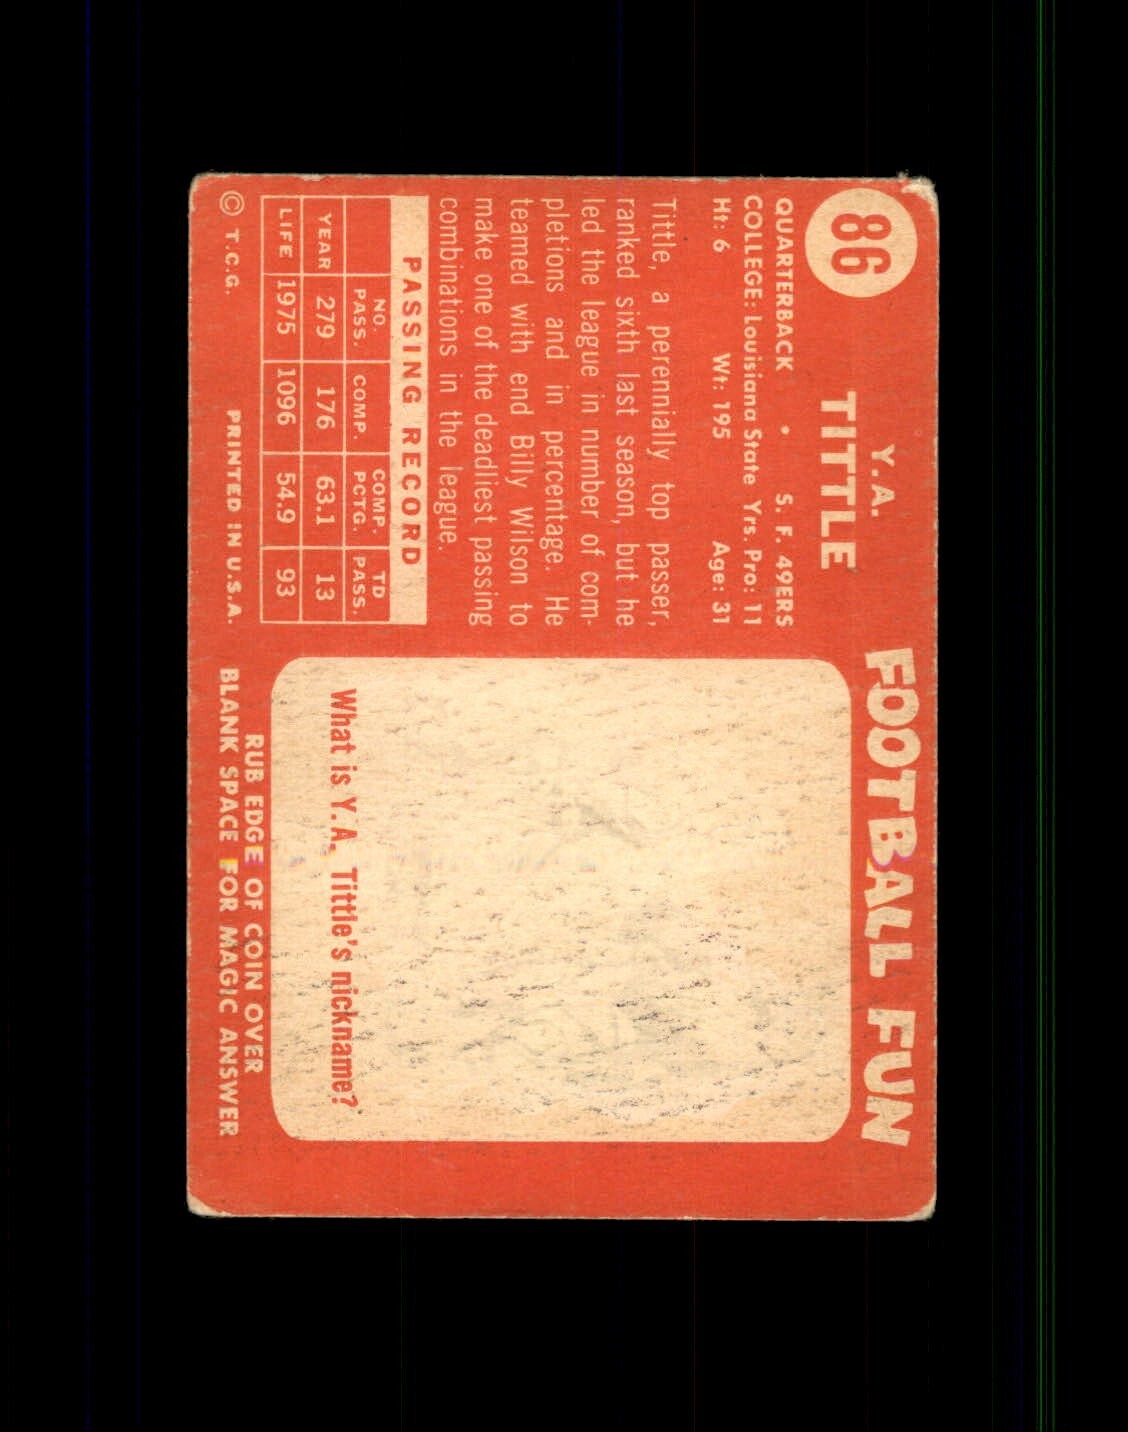 86
Y.A.
TITTLE
QUARTERBACK • S. F. 49ERS
COLLEGE: Louisiana State Yrs. Pro: 11
Ht: 6 Wt: 195 Age: 31
Tittle, a perennially top passer,
ranked sixth last season, but he
led the league in number of com-
pletions and in percentage. He
teamed with end Billy Wilson to
make one of the deadliest passing
combinations in the league.
PASSING RECORD
NO. PASS. COMP. COMP. PCTG. TD PASS.
YEAR 279 176 63.1 13
LIFE 1975 1096 54.9 93
© T.C.G. PRINTED IN U.S.A.
FOOTBALL FUN
What is Y.A. Tittle's nickname?
RUB EDGE OF COIN OVER
BLANK SPACE FOR MAGIC ANSWER